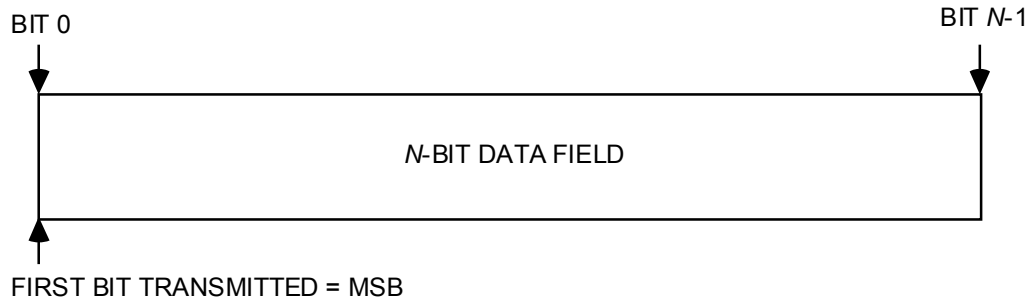 BIT 0
BIT N-1
N-BIT DATA FIELD
FIRST BIT TRANSMITTED = MSB